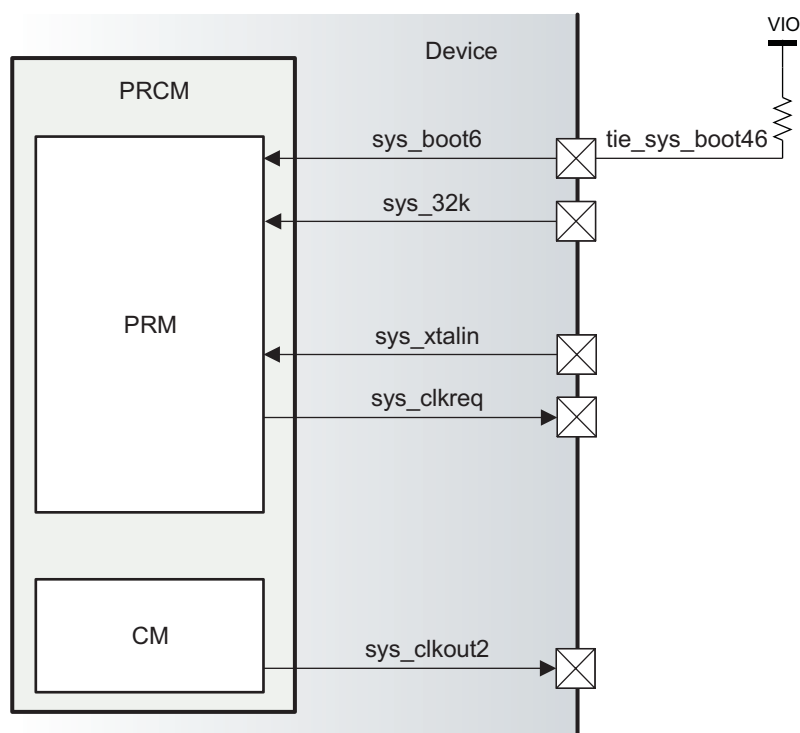 VIO
Device
PRCM
sys_boot6
tie_sys_boot46
sys_32k
PRM
sys_xtalin
sys_clkreq
CM
sys_clkout2